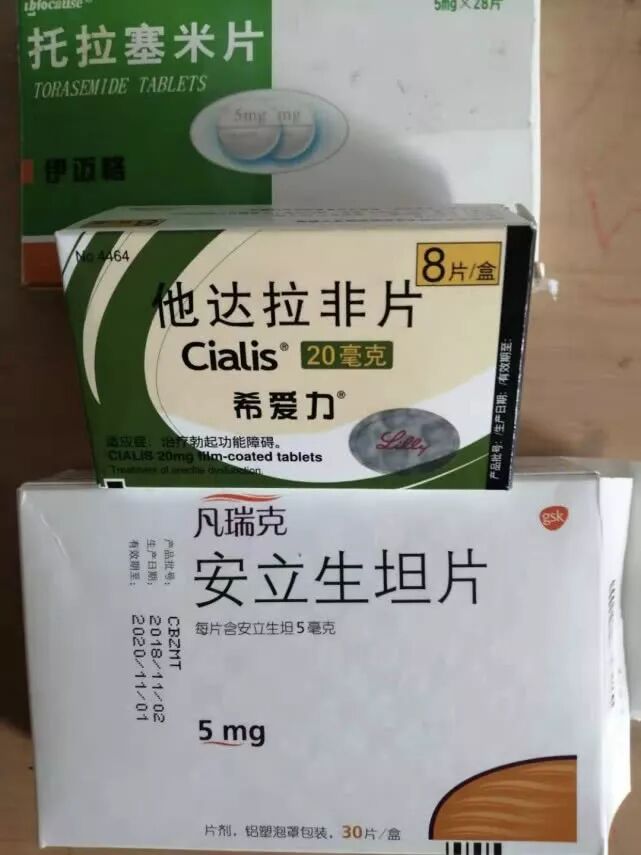 5mg×28片
托拉塞米片
TORASEMIDE TABLETS
5mg mg
伊迈格
No 4464
8片/盒
他达拉非片
Cialis® 20毫克
希爱力®
Lilly
适应症：治疗勃起功能障碍。
CIALIS 20mg film-coated tablets
Treatment of erectile dysfunction
产品批号：/生产日期：/有效期至：
凡瑞克
gsk
安立生坦片
每片含安立生坦5毫克
产品批号： CBZMT
生产日期： 2018/11/02
有效期至： 2020/11/01
5 mg
片剂，铝塑泡罩包装，30片/盒